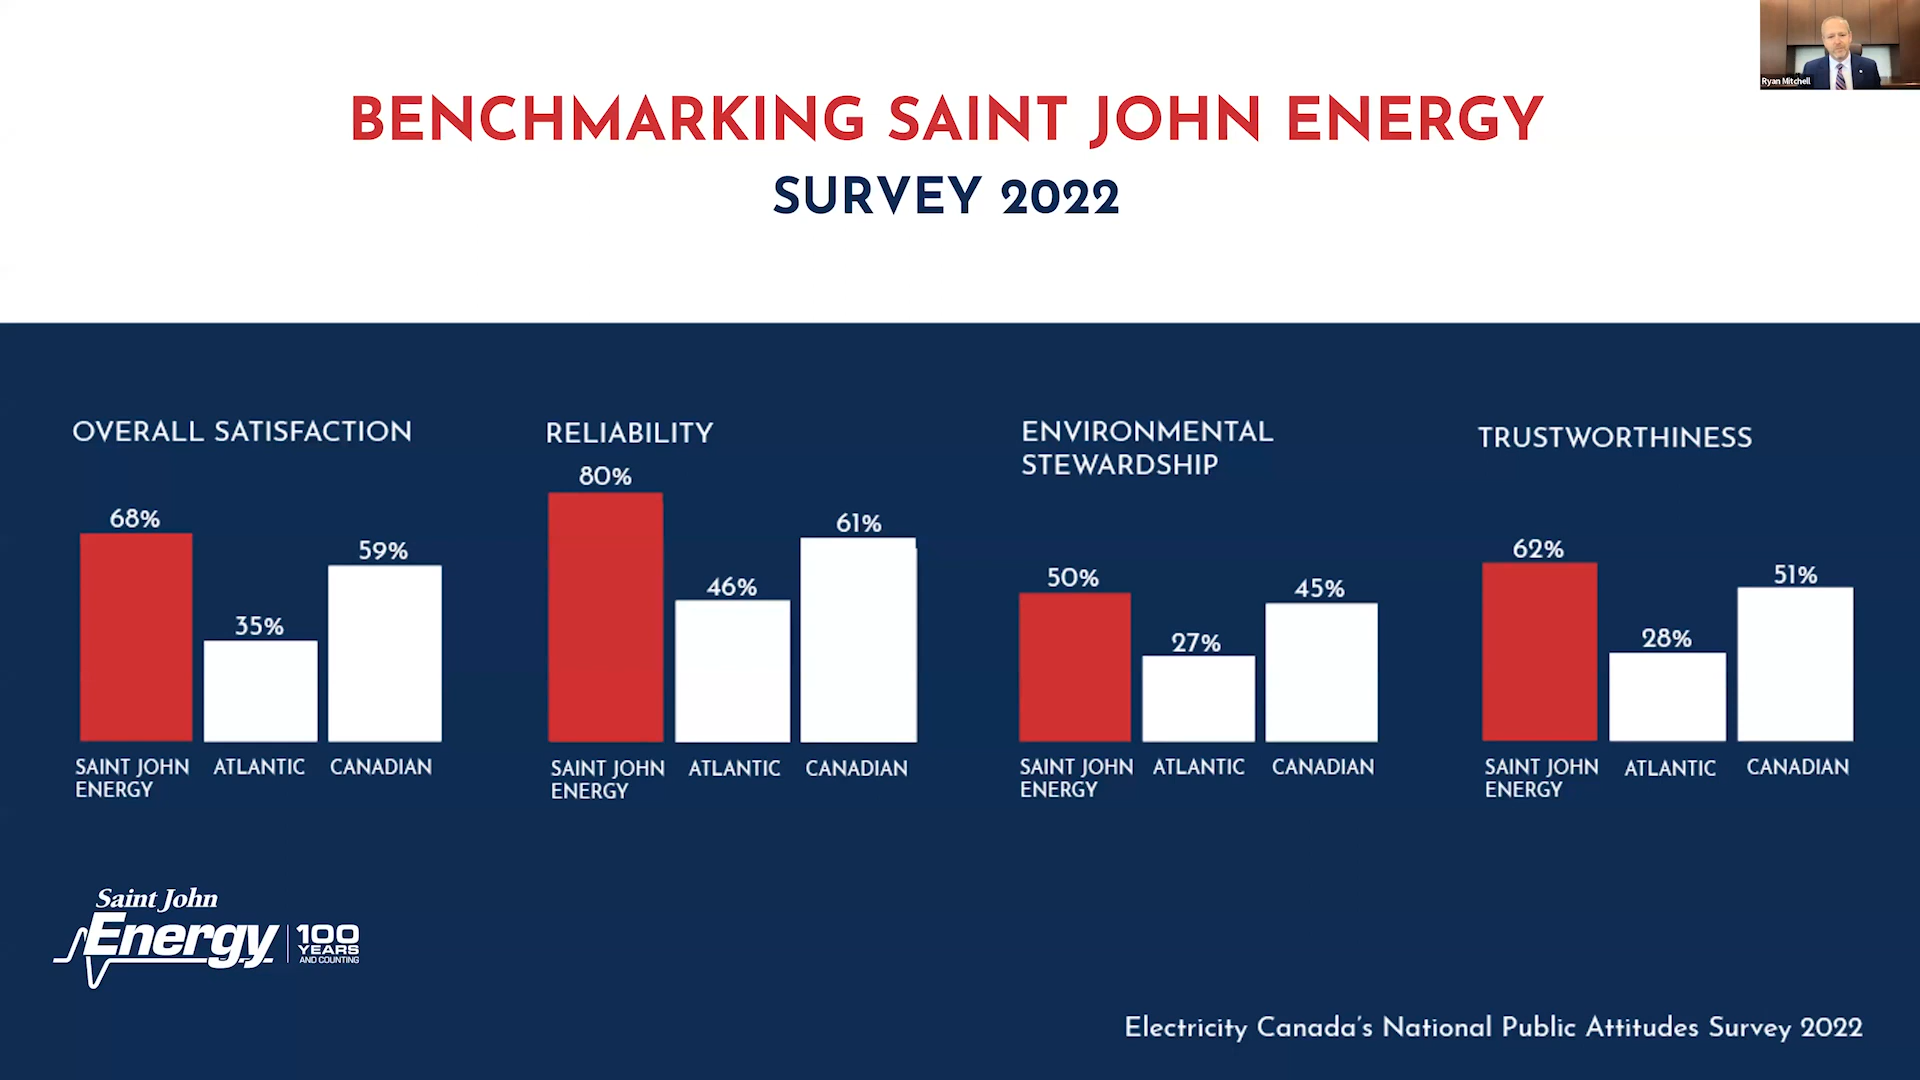 Ryan Mitchell
BENCHMARKING SAINT JOHN ENERGY
SURVEY 2022
OVERALL SATISFACTION
68%
35%
59%
SAINT JOHN
ENERGY
ATLANTIC
CANADIAN
RELIABILITY
80%
46%
61%
SAINT JOHN
ENERGY
ATLANTIC
CANADIAN
ENVIRONMENTAL
STEWARDSHIP
50%
27%
45%
SAINT JOHN
ENERGY
ATLANTIC
CANADIAN
TRUSTWORTHINESS
62%
28%
51%
SAINT JOHN
ENERGY
ATLANTIC
CANADIAN
Saint John
Energy
100
YEARS
AND COUNTING
Electricity Canada's National Public Attitudes Survey 2022